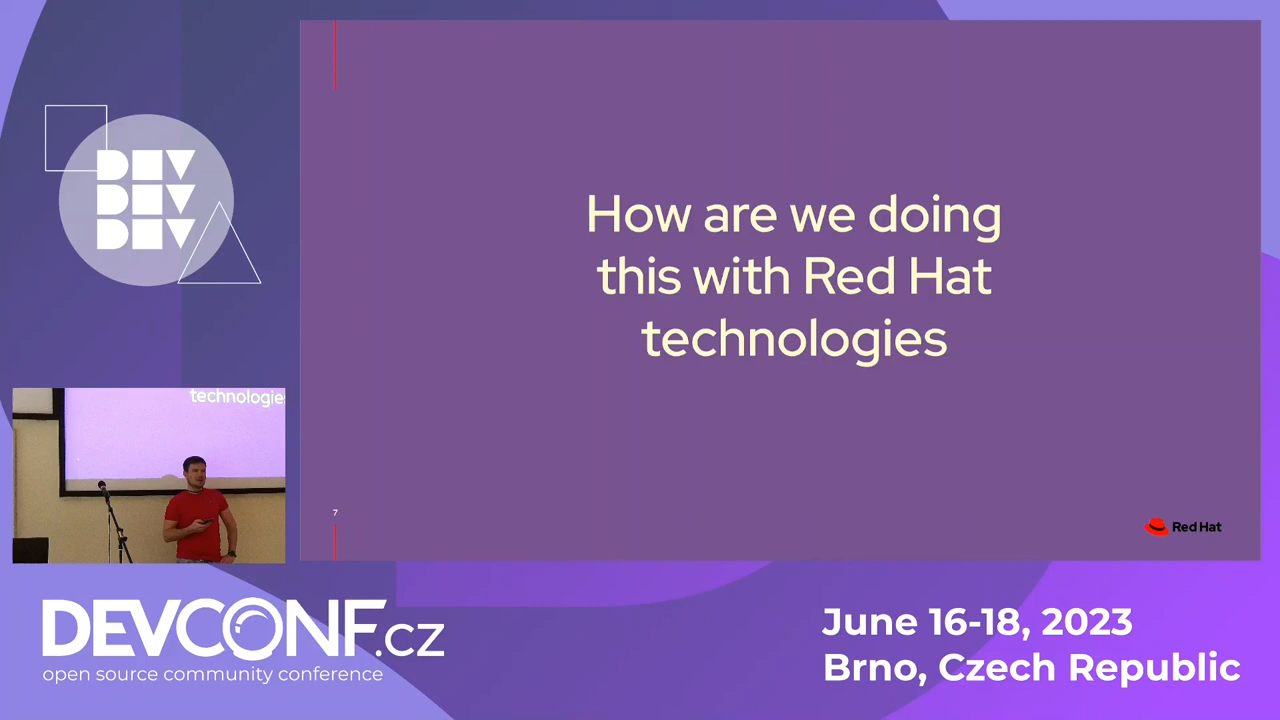 DEV
DEV
DEV
How are we doing
this with Red Hat
technologies
7
Red Hat
technologies
DEVCONF.cz
open source community conference
June 16-18, 2023
Brno, Czech Republic